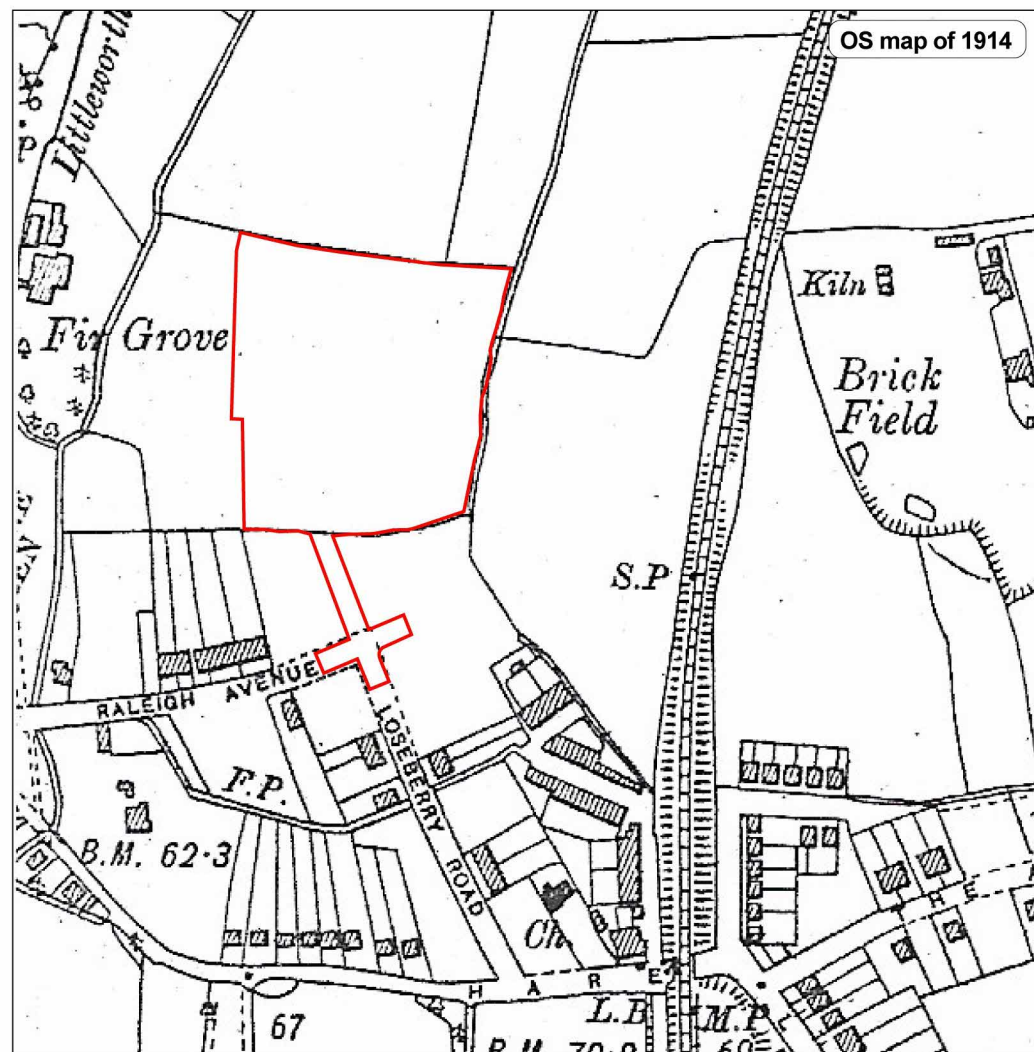 OS map of 1914
Littleworth
P
Fir Grove
Kiln
Brick
Field
S.P
RALEIGH AVENUE
LOSEBERRY ROAD
F.P.
B.M. 62·3
Ch.
H A R E
L.B
M.P
67